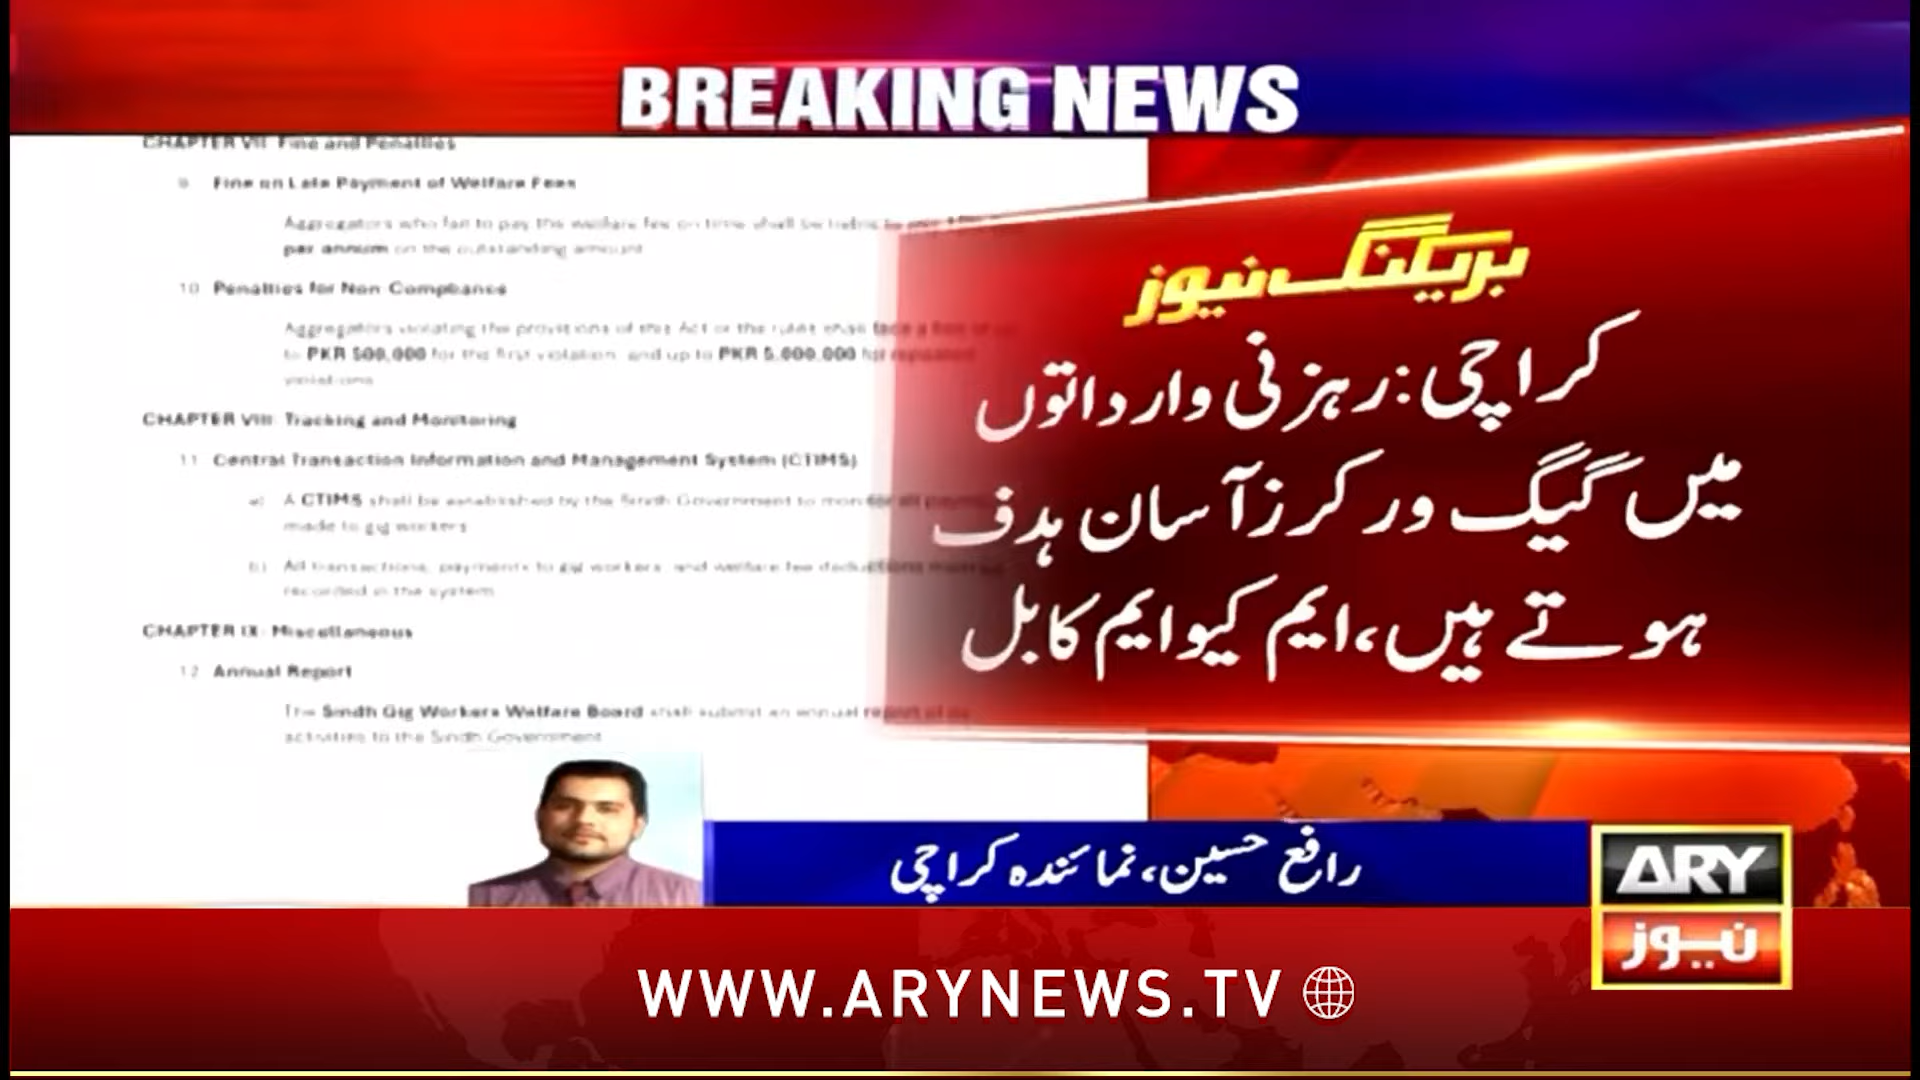 BREAKING NEWS
CHAPTER VII: Fine and Penalties
9. Fine on Late Payment of Welfare Fees
Aggregators who fail to pay the welfare fee on time shall be liable to pay
per annum on the outstanding amount
10. Penalties for Non Compliance
Aggregators violating the provisions of this Act or the rules shall face a fine of up
to PKR 500,000 for the first violation, and up to PKR 5,000,000 for repeated
violations
CHAPTER VIII: Tracking and Monitoring
11. Central Transaction Information and Management System (CTIMS)
a) A CTIMS shall be established by the Sindh Government to monitor all
made to gig workers
b) All transactions, payments to gig workers, and welfare fee deductions must be
recorded in the system
CHAPTER IX: Miscellaneous
12. Annual Report
The Sindh Gig Workers Welfare Board shall submit an annual report of its
activities to the Sindh Government
بریکنگ نیوز
کراچی: رہزنی وارداتوں
میں گیگ ورکرز آسان ہدف
ہوتے ہیں، ایم کیو ایم کا بل
رافع حسین، نمائندہ کراچی
ARY
نیوز
WWW.ARYNEWS.TV